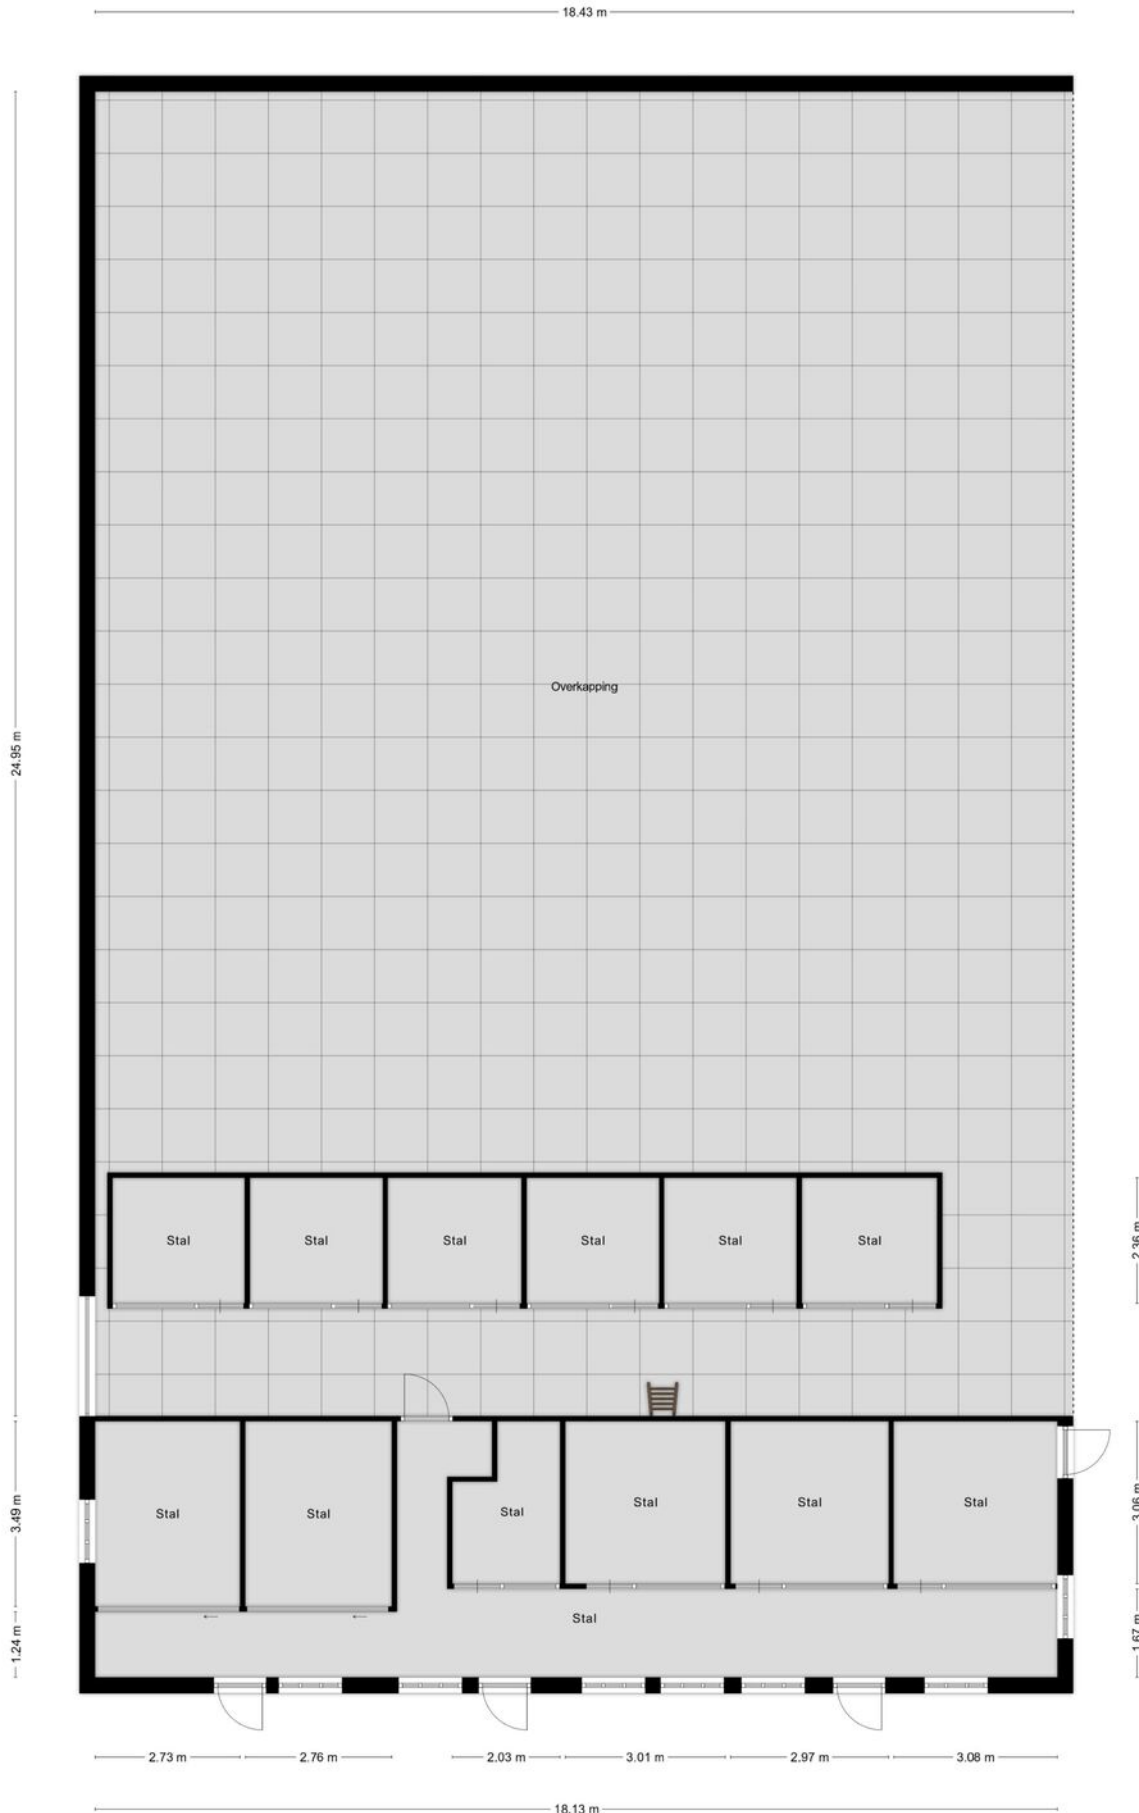 18.43 m
24.95 m
Overkapping
2.36 m
Stal
Stal
Stal
Stal
Stal
Stal
3.49 m
3.06 m
Stal
Stal
Stal
Stal
Stal
Stal
Stal
1.24 m
1.67 m
2.73 m
2.76 m
2.03 m
3.01 m
2.97 m
3.08 m
18.13 m